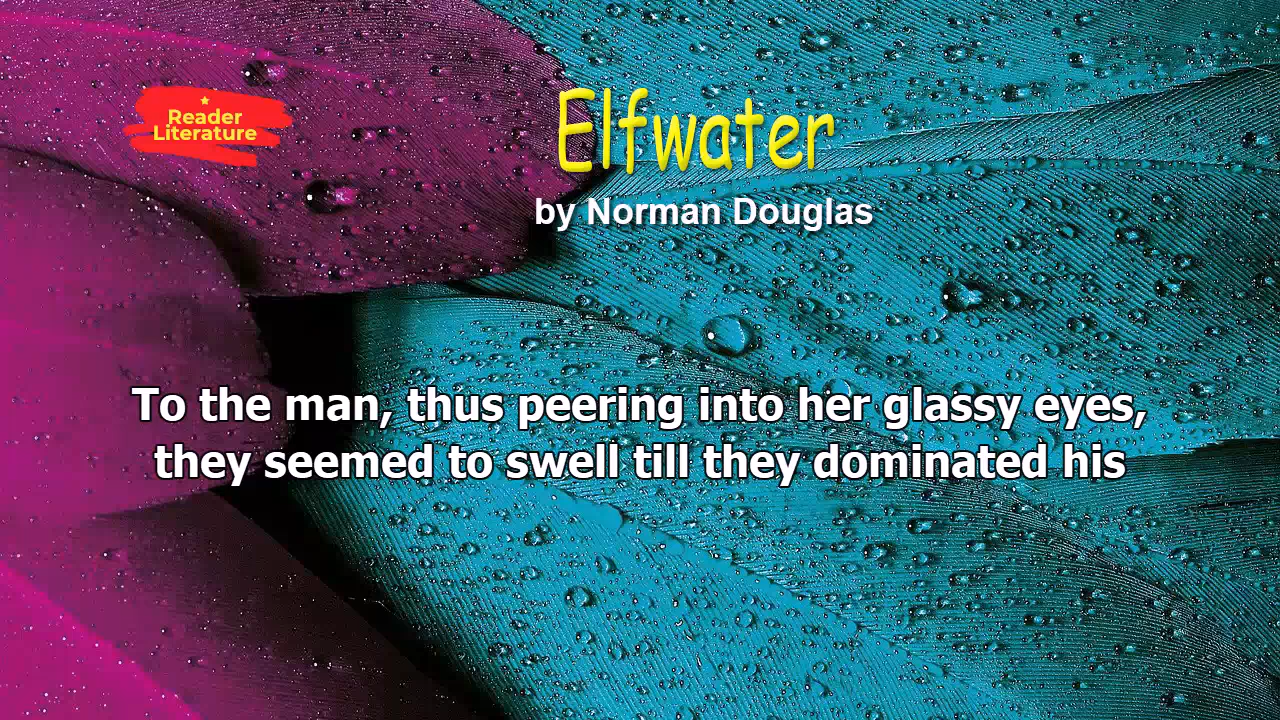 Reader
Literature
Elfwater
by Norman Douglas
To the man, thus peering into her glassy eyes,
they seemed to swell till they dominated his